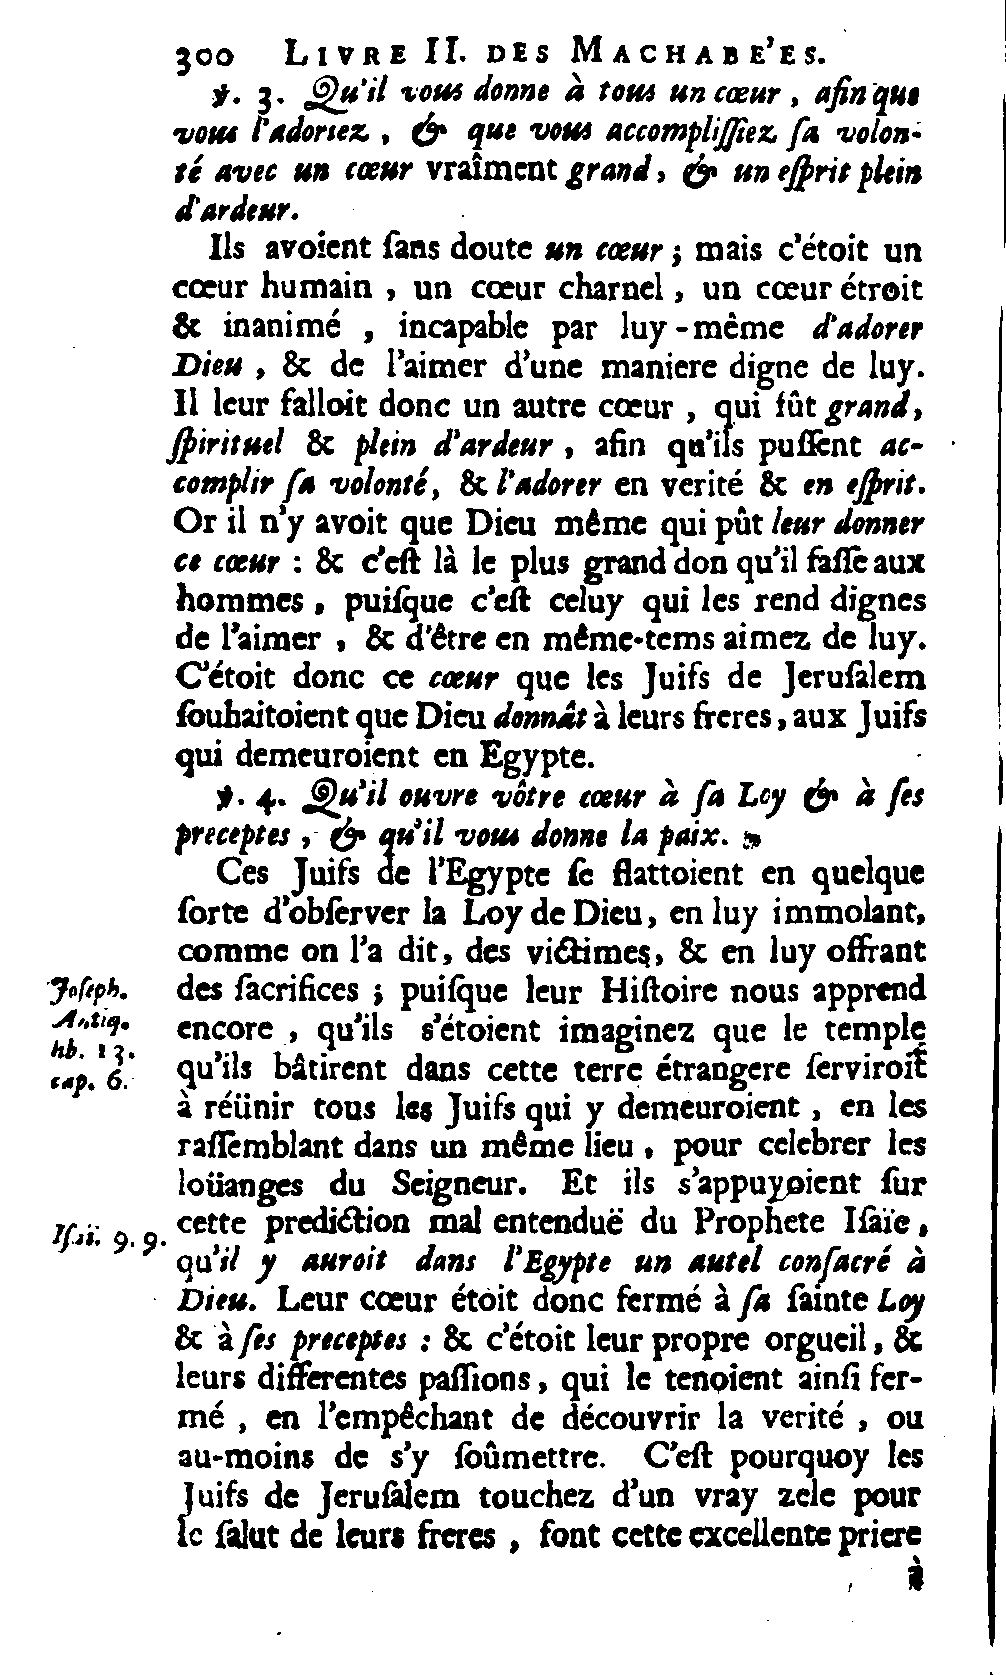 300 LIVRE II. DES MACHABE'ES.
℣. 3. Qu'il vous donne à tous un cœur, afin que
vous l'adoriez, & que vous accompliſſiez ſa volon-
té avec un cœur vraîment grand, & un eſprit plein
d'ardeur.
Ils avoient ſans doute un cœur; mais c'étoit un
cœur humain, un cœur charnel, un cœur étroit
& inanimé, incapable par luy-même d'adorer
Dieu, & de l'aimer d'une maniere digne de luy.
Il leur falloit donc un autre cœur, qui fût grand,
ſpirituel & plein d'ardeur, afin qu'ils puſſent ac-
complir ſa volonté, & l'adorer en verité & en eſprit.
Or il n'y avoit que Dieu même qui pût leur donner
ce cœur: & c'eſt là le plus grand don qu'il faſſe aux
hommes, puiſque c'eſt celuy qui les rend dignes
de l'aimer, & d'être en même-tems aimez de luy.
C'étoit donc ce cœur que les Juifs de Jeruſalem
ſouhaitoient que Dieu donnât à leurs freres, aux Juifs
qui demeuroient en Egypte.
℣. 4. Qu'il ouvre vôtre cœur à ſa Loy & à ſes
preceptes, & qu'il vous donne la paix.
Ces Juifs de l'Egypte ſe flattoient en quelque
ſorte d'obſerver la Loy de Dieu, en luy immolant,
comme on l'a dit, des victimes, & en luy offrant
des ſacrifices; puiſque leur Hiſtoire nous apprend
encore, qu'ils s'étoient imaginez que le temple
qu'ils bâtirent dans cette terre étrangere ſerviroit
à réünir tous les Juifs qui y demeuroient, en les
raſſemblant dans un même lieu, pour celebrer les
loüanges du Seigneur. Et ils s'appuyoient ſur
cette prediction mal entenduë du Prophete Iſaïe,
qu'il y auroit dans l'Egypte un autel conſacré à
Dieu. Leur cœur étoit donc fermé à ſa ſainte Loy
& à ſes preceptes: & c'étoit leur propre orgueil, &
leurs differentes paſſions, qui le tenoient ainſi fer-
mé, en l'empêchant de découvrir la verité, ou
au-moins de s'y ſoûmettre. C'eſt pourquoy les
Juifs de Jeruſalem touchez d'un vray zele pour
le ſalut de leurs freres, font cette excellente priere
à
Joſeph.
Antiq.
lib. 13.
cap. 6.
9. 9.